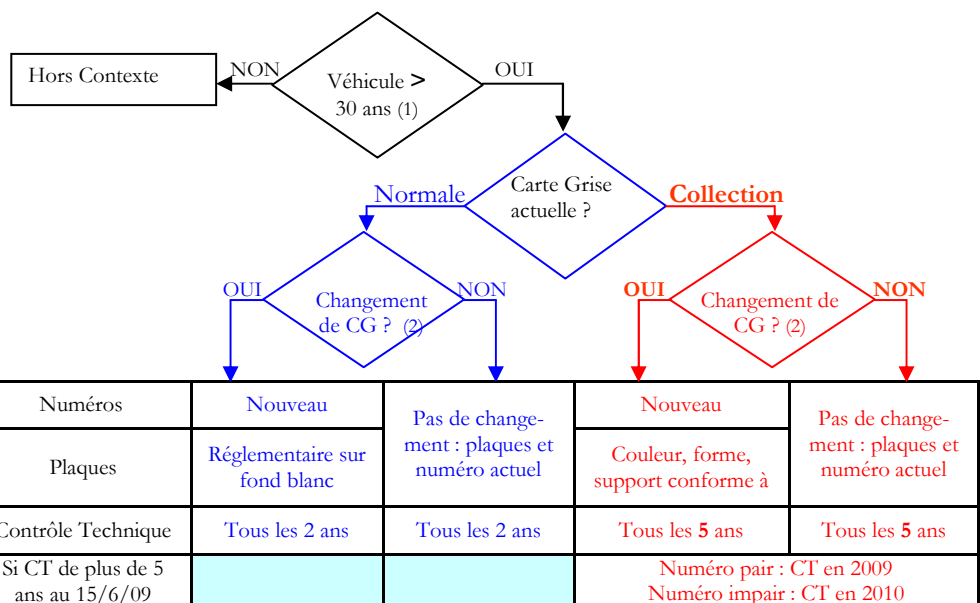 Hors Contexte
NON
Véhicule >
30 ans (1)
OUI
Carte Grise
actuelle ?
Normale
Collection
OUI
Changement
de CG ? (2)
NON
OUI
Changement de
CG ? (2)
NON
Numéros
Nouveau
Pas de change-
ment : plaques et
numéro actuel
Nouveau
Pas de change-
ment : plaques et
numéro actuel
Plaques
Réglementaire sur
fond blanc
Couleur, forme,
support conforme à
Contrôle Technique
Tous les 2 ans
Tous les 2 ans
Tous les 5 ans
Tous les 5 ans
Si CT de plus de 5
ans au 15/6/09
Numéro pair : CT en 2009
Numéro impair : CT en 2010